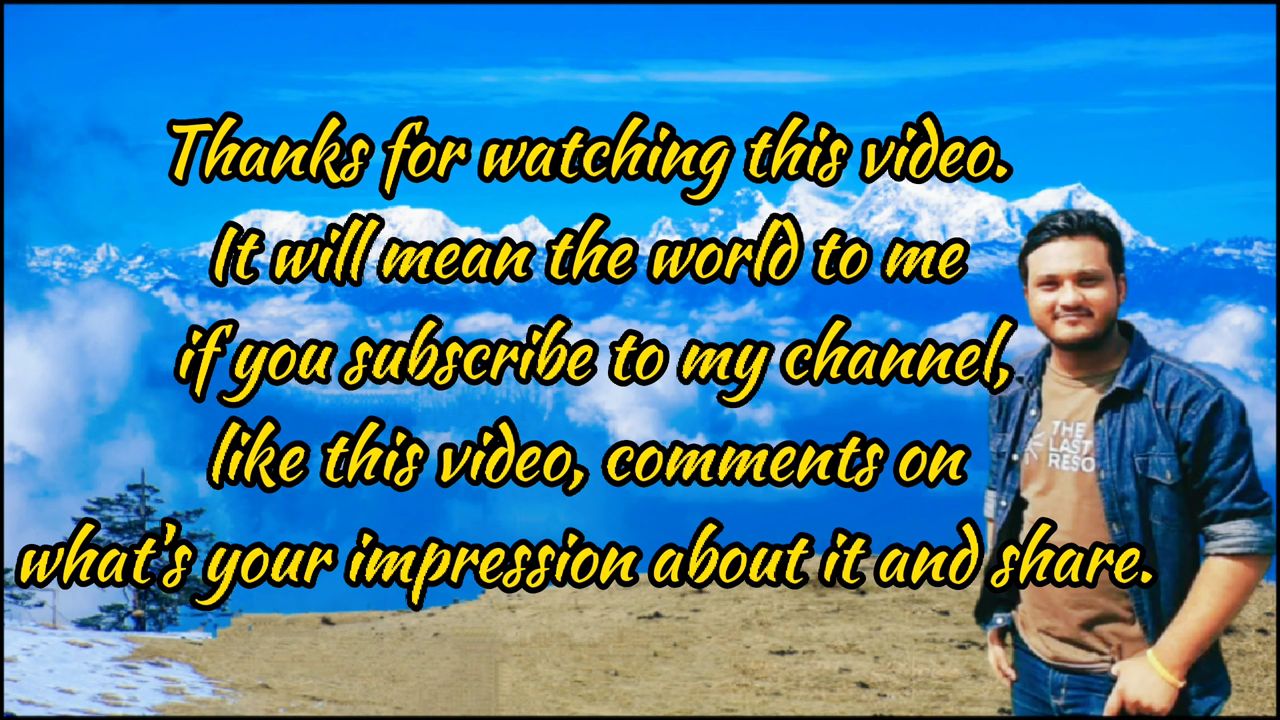 Thanks for watching this video.
It will mean the world to me
if you subscribe to my channel,
like this video, comments on
what's your impression about it and share.
THE
LAST
RESO